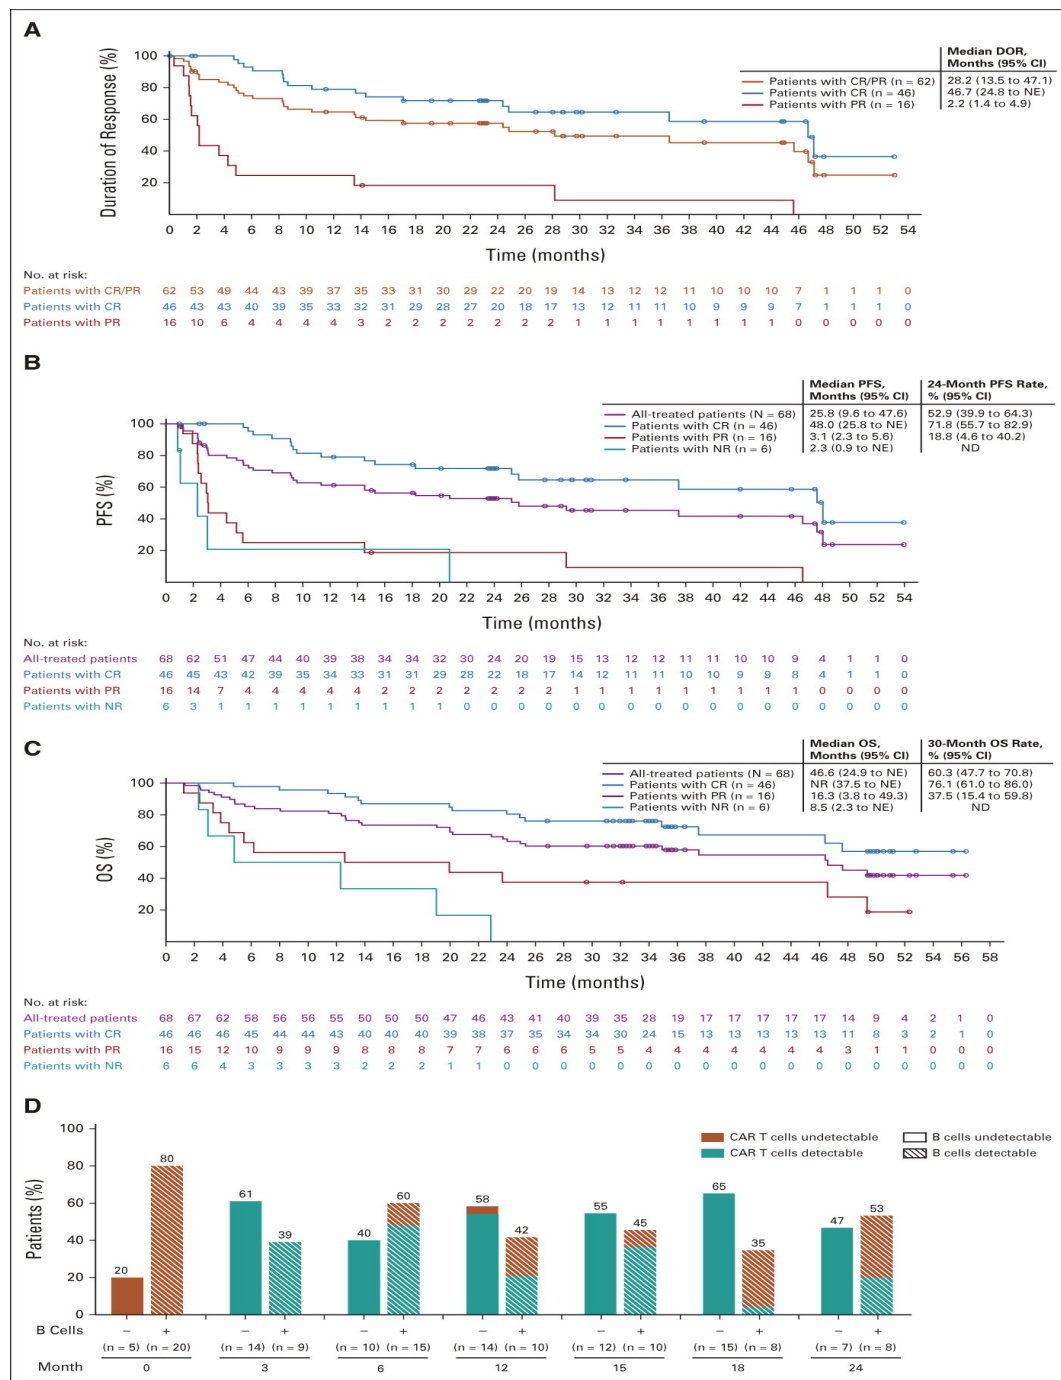 A
Duration of Response (%)
100
80
60
40
20
Median DOR,
Months (95% CI)
Patients with CR/PR (n = 62) 28.2 (13.5 to 47.1)
Patients with CR (n = 46) 46.7 (24.8 to NE)
Patients with PR (n = 16) 2.2 (1.4 to 4.9)
0 2 4 6 8 10 12 14 16 18 20 22 24 26 28 30 32 34 36 38 40 42 44 46 48 50 52 54
Time (months)
No. at risk:
Patients with CR/PR 62 53 49 44 43 39 37 35 33 31 30 29 22 20 19 14 13 12 12 11 10 10 10 7 1 1 1 0
Patients with CR 46 43 43 40 39 35 33 32 31 29 28 27 20 18 17 13 12 11 11 10 9 9 9 7 1 1 1 0
Patients with PR 16 10 6 4 4 4 4 3 2 2 2 2 2 2 2 1 1 1 1 1 1 1 1 0 0 0 0 0
B
PFS (%)
100
80
60
40
20
Median PFS, 24-Month PFS Rate,
Months (95% CI) % (95% CI)
All-treated patients (N = 68) 25.8 (9.6 to 47.6) 52.9 (39.9 to 64.3)
Patients with CR (n = 46) 48.0 (25.8 to NE) 71.8 (55.7 to 82.9)
Patients with PR (n = 16) 3.1 (2.3 to 5.6) 18.8 (4.6 to 40.2)
Patients with NR (n = 6) 2.3 (0.9 to NE) ND
0 2 4 6 8 10 12 14 16 18 20 22 24 26 28 30 32 34 36 38 40 42 44 46 48 50 52 54
Time (months)
No. at risk:
All-treated patients 68 62 51 47 44 40 39 38 34 34 32 30 24 20 19 15 13 12 12 11 11 10 10 9 4 1 1 0
Patients with CR 46 45 43 42 39 35 34 33 31 31 29 28 22 18 17 14 12 11 11 10 10 9 9 8 4 1 1 0
Patients with PR 16 14 7 4 4 4 4 4 2 2 2 2 2 2 2 1 1 1 1 1 1 1 1 1 0 0 0 0
Patients with NR 6 3 1 1 1 1 1 1 1 1 1 0 0 0 0 0 0 0 0 0 0 0 0 0 0 0 0 0
C
OS (%)
100
80
60
40
20
Median OS, 30-Month OS Rate,
Months (95% CI) % (95% CI)
All-treated patients (N = 68) 46.6 (24.9 to NE) 60.3 (47.7 to 70.8)
Patients with CR (n = 46) NR (37.5 to NE) 76.1 (61.0 to 86.0)
Patients with PR (n = 16) 16.3 (3.8 to 49.3) 37.5 (15.4 to 59.8)
Patients with NR (n = 6) 8.5 (2.3 to NE) ND
0 2 4 6 8 10 12 14 16 18 20 22 24 26 28 30 32 34 36 38 40 42 44 46 48 50 52 54 56 58
Time (months)
No. at risk:
All-treated patients 68 67 62 58 56 56 55 50 50 50 47 46 43 41 40 39 35 28 19 17 17 17 17 17 14 9 4 2 1 0
Patients with CR 46 46 46 45 44 44 43 40 40 40 39 38 37 35 34 34 30 24 15 13 13 13 13 13 11 8 3 2 1 0
Patients with PR 16 15 12 10 9 9 9 8 8 8 7 7 6 6 6 5 5 4 4 4 4 4 4 4 3 1 1 0 0 0
Patients with NR 6 6 4 3 3 3 3 2 2 2 1 1 0 0 0 0 0 0 0 0 0 0 0 0 0 0 0 0 0 0
D
Patients (%)
100
80
60
40
20
0
CAR T cells undetectable B cells undetectable
CAR T cells detectable B cells detectable
20 80 61 39 40 60 58 42 55 45 65 35 47 53
B Cells − + − + − + − + − + − + − +
(n = 5) (n = 20) (n = 14) (n = 9) (n = 10) (n = 15) (n = 14) (n = 10) (n = 12) (n = 10) (n = 15) (n = 8) (n = 7) (n = 8)
Month 0 3 6 12 15 18 24